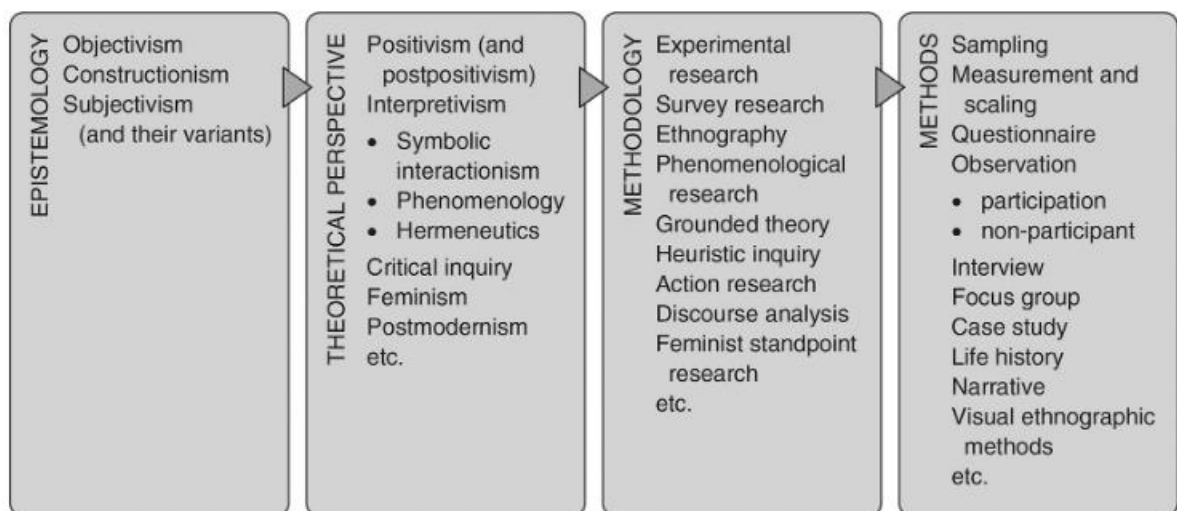 EPISTEMOLOGY
Objectivism
Constructionism
Subjectivism
(and their variants)
THEORETICAL PERSPECTIVE
Positivism (and
postpositivism)
Interpretivism
• Symbolic
interactionism
• Phenomenology
• Hermeneutics
Critical inquiry
Feminism
Postmodernism
etc.
METHODOLOGY
Experimental
research
Survey research
Ethnography
Phenomenological
research
Grounded theory
Heuristic inquiry
Action research
Discourse analysis
Feminist standpoint
research
etc.
METHODS
Sampling
Measurement and
scaling
Questionnaire
Observation
• participation
• non-participant
Interview
Focus group
Case study
Life history
Narrative
Visual ethnographic
methods
etc.